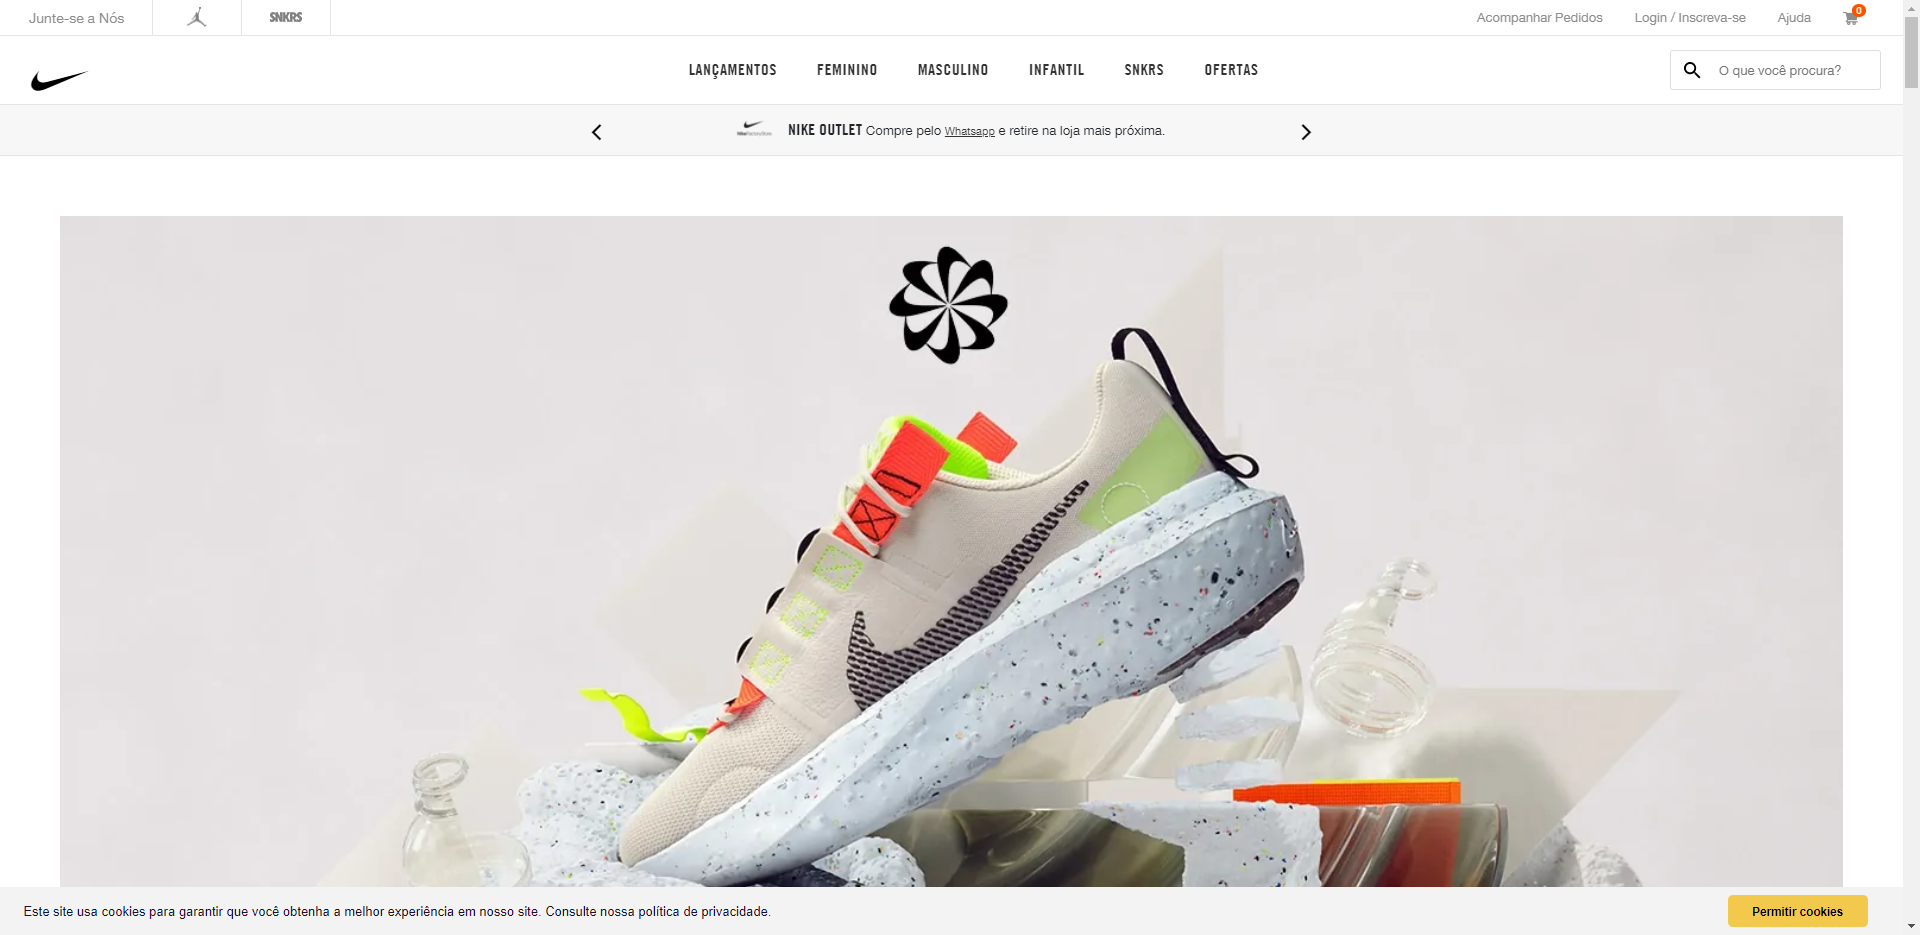 Junte-se a Nós
SNKRS
Acompanhar Pedidos
Login / Inscreva-se
Ajuda
0
LANÇAMENTOS
FEMININO
MASCULINO
INFANTIL
SNKRS
OFERTAS
O que você procura?
NIKE OUTLET Compre pelo Whatsapp e retire na loja mais próxima.
Este site usa cookies para garantir que você obtenha a melhor experiência em nosso site. Consulte nossa política de privacidade.
Permitir cookies